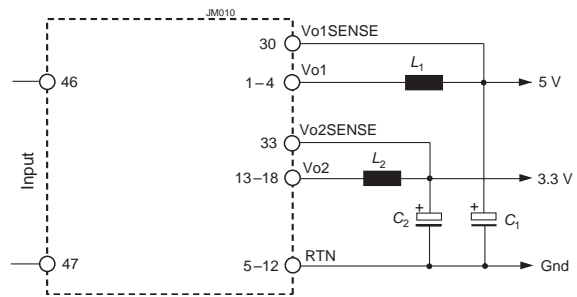 JM010
30
Vo1SENSE
46
1–4
Vo1
L1
5 V
33
Vo2SENSE
Input
13–18
Vo2
L2
3.3 V
+
C2
+
C1
47
5–12
RTN
Gnd